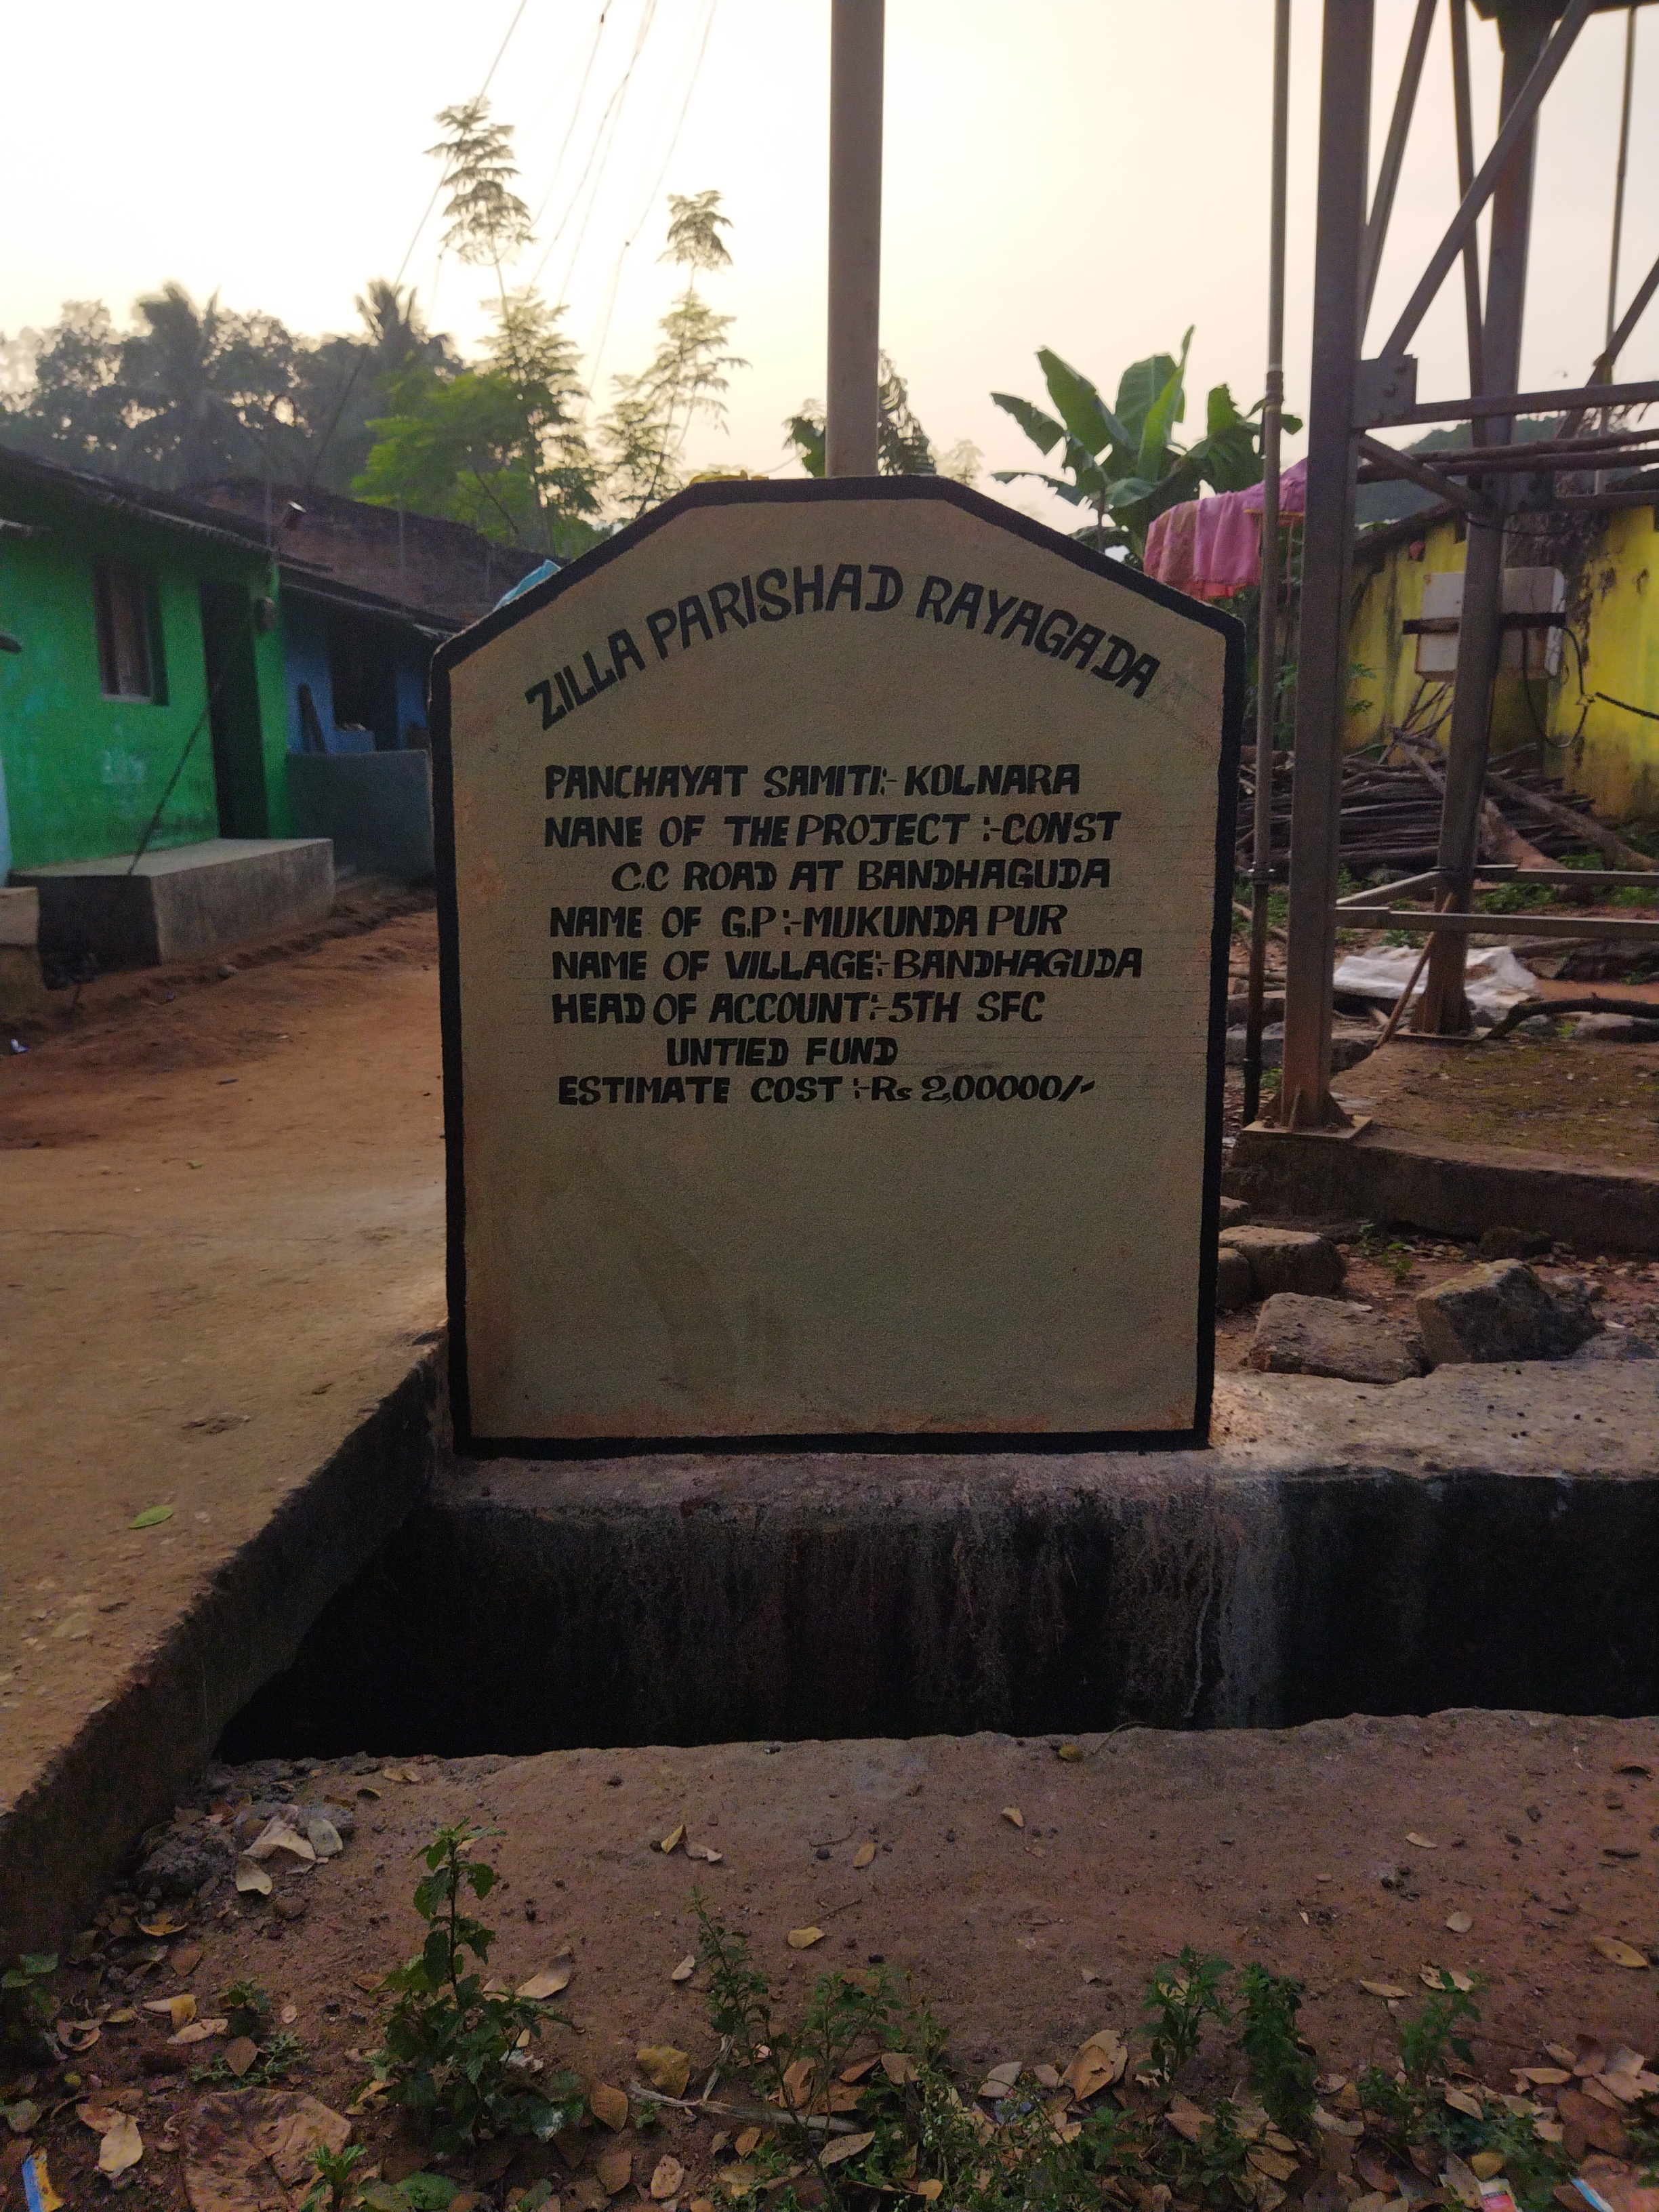 ZILLA PARISHAD RAYAGADA
PANCHAYAT SAMITI:- KOLNARA
NANE OF THE PROJECT :-CONST
C.C ROAD AT BANDHAGUDA
NAME OF G.P:-MUKUNDA PUR
NAME OF VILLAGE:-BANDHAGUDA
HEAD OF ACCOUNT:-5TH SFC
UNTIED FUND
ESTIMATE COST :-Rs 2,00000/-